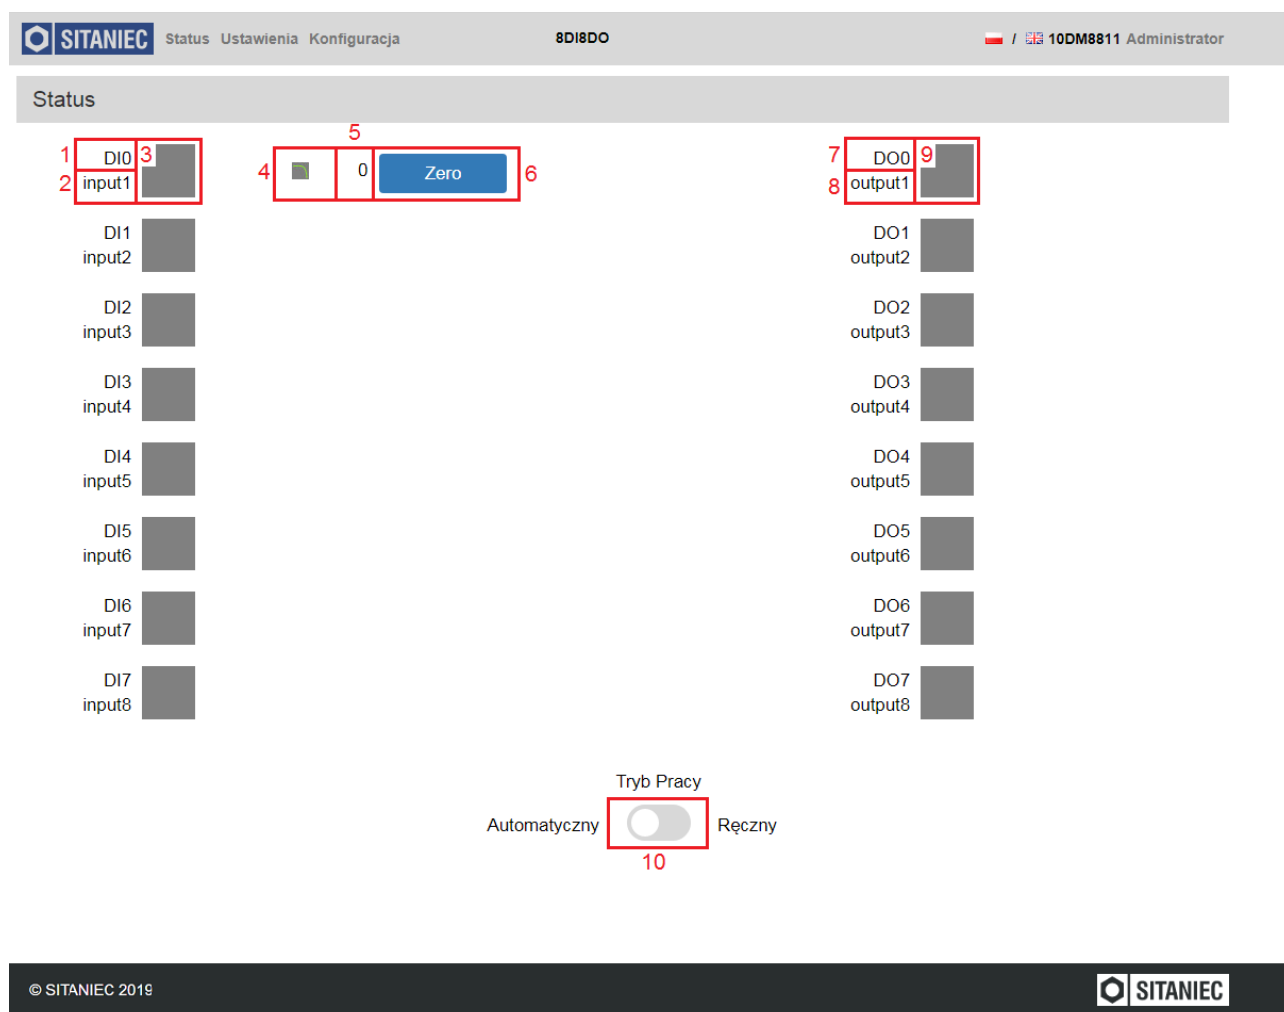 SITANIEC Status Ustawienia Konfiguracja 8DI8DO / 10DM8811 Administrator
Status
5
1 DI0 3
4 0 Zero 6
2 input1
7 DO0 9
8 output1
DI1
input2
DO1
output2
DI2
input3
DO2
output3
DI3
input4
DO3
output4
DI4
input5
DO4
output5
DI5
input6
DO5
output6
DI6
input7
DO6
output7
DI7
input8
DO7
output8
Tryb Pracy
Automatyczny Ręczny
10
© SITANIEC 2019 SITANIEC